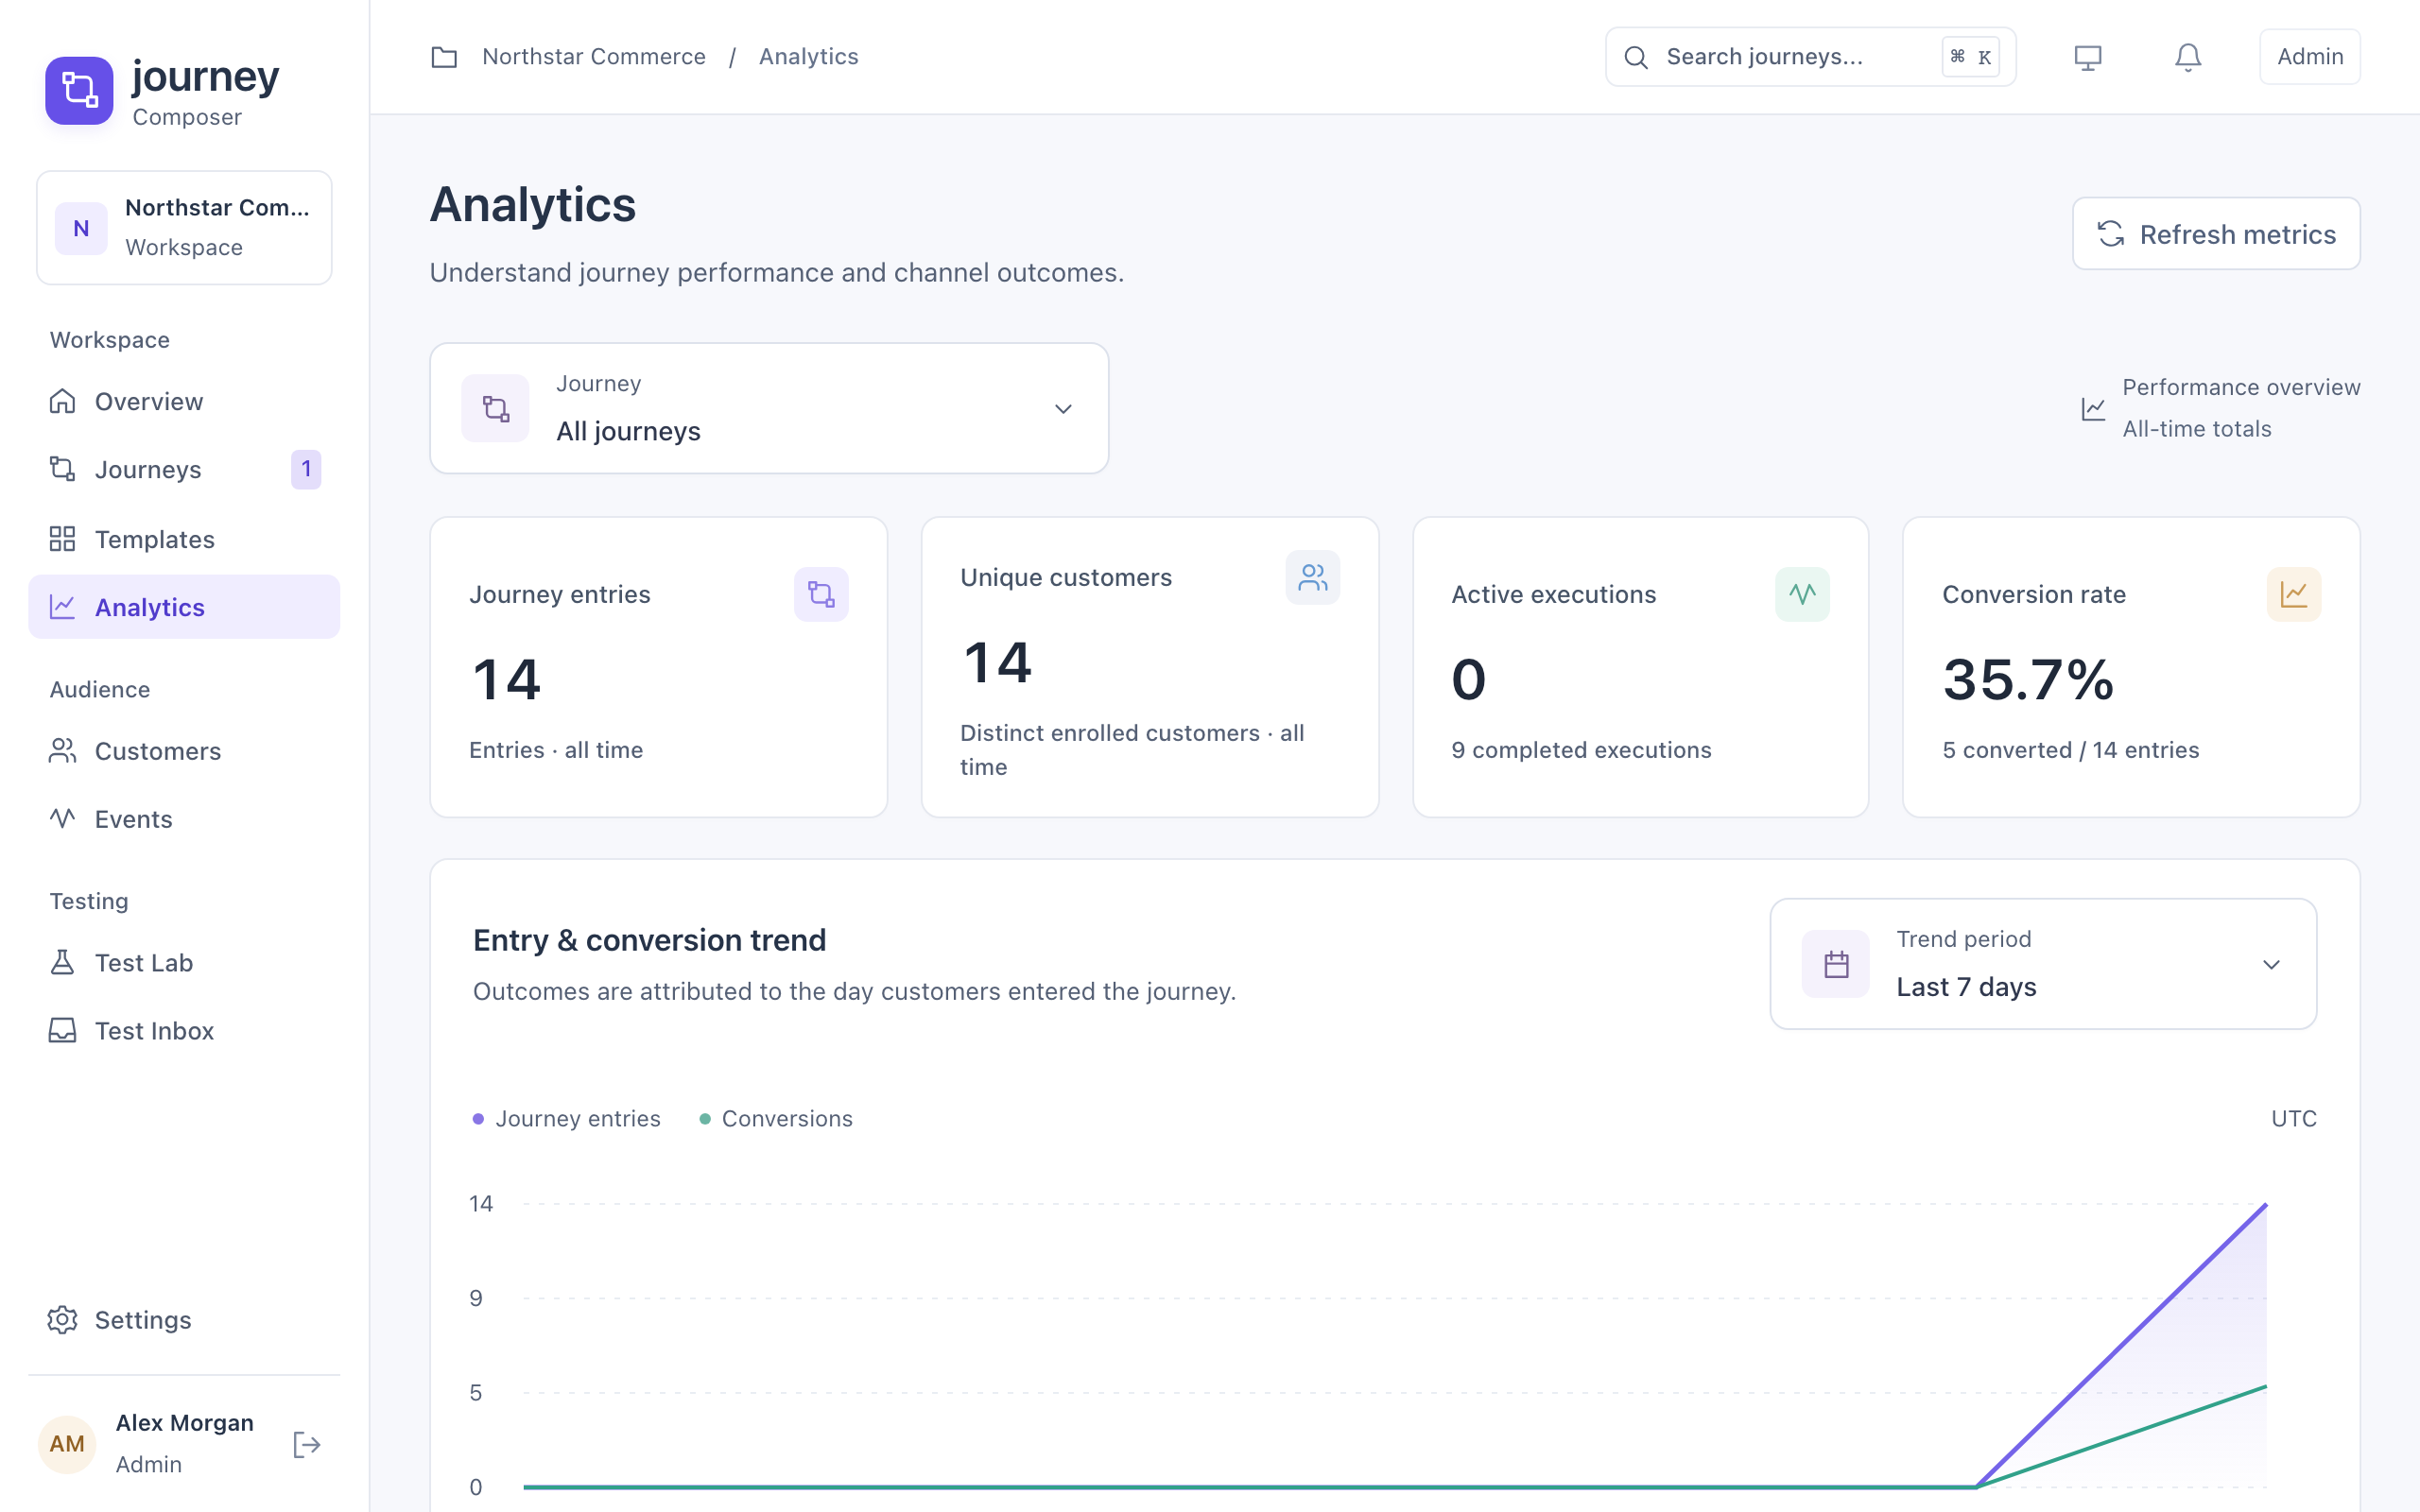 journey
Composer
N
Northstar Com...
Workspace
Workspace
Overview
Journeys
1
Templates
Analytics
Audience
Customers
Events
Testing
Test Lab
Test Inbox
Settings
AM
Alex Morgan
Admin
Northstar Commerce / Analytics
Search journeys...
⌘ K
Admin
Analytics
Understand journey performance and channel outcomes.
Refresh metrics
Journey
All journeys
Performance overview
All-time totals
Journey entries
14
Entries · all time
Unique customers
14
Distinct enrolled customers · all
time
Active executions
0
9 completed executions
Conversion rate
35.7%
5 converted / 14 entries
Entry & conversion trend
Outcomes are attributed to the day customers entered the journey.
Trend period
Last 7 days
Journey entries
Conversions
UTC
14
9
5
0